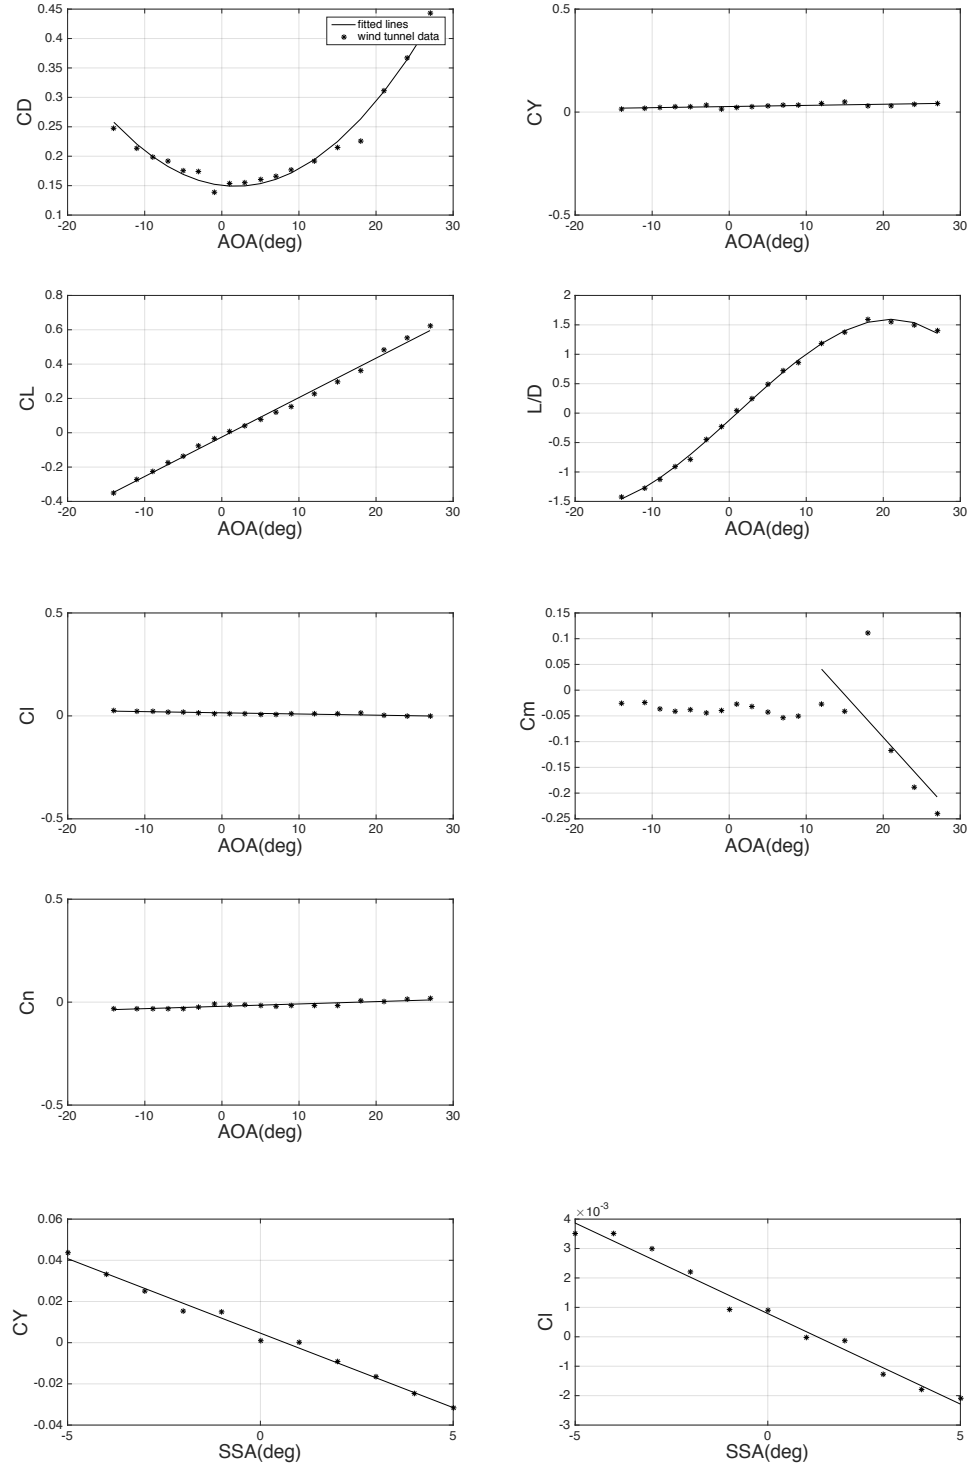 0.45
0.4
0.35
0.3
0.25
0.2
0.15
0.1
CD
fitted lines
wind tunnel data
-20 -10 0 10 20 30
AOA(deg)
0.5
0
-0.5
CY
-20 -10 0 10 20 30
AOA(deg)
0.8
0.6
0.4
0.2
0
-0.2
-0.4
CL
-20 -10 0 10 20 30
AOA(deg)
2
1.5
1
0.5
0
-0.5
-1
-1.5
L/D
-20 -10 0 10 20 30
AOA(deg)
0.5
0
-0.5
Cl
-20 -10 0 10 20 30
AOA(deg)
0.15
0.1
0.05
0
-0.05
-0.1
-0.15
-0.2
-0.25
Cm
-20 -10 0 10 20 30
AOA(deg)
0.5
0
-0.5
Cn
-20 -10 0 10 20 30
AOA(deg)
0.06
0.04
0.02
0
-0.02
-0.04
CY
-5 0 5
SSA(deg)
×10⁻³
4
3
2
1
0
-1
-2
-3
Cl
-5 0 5
SSA(deg)